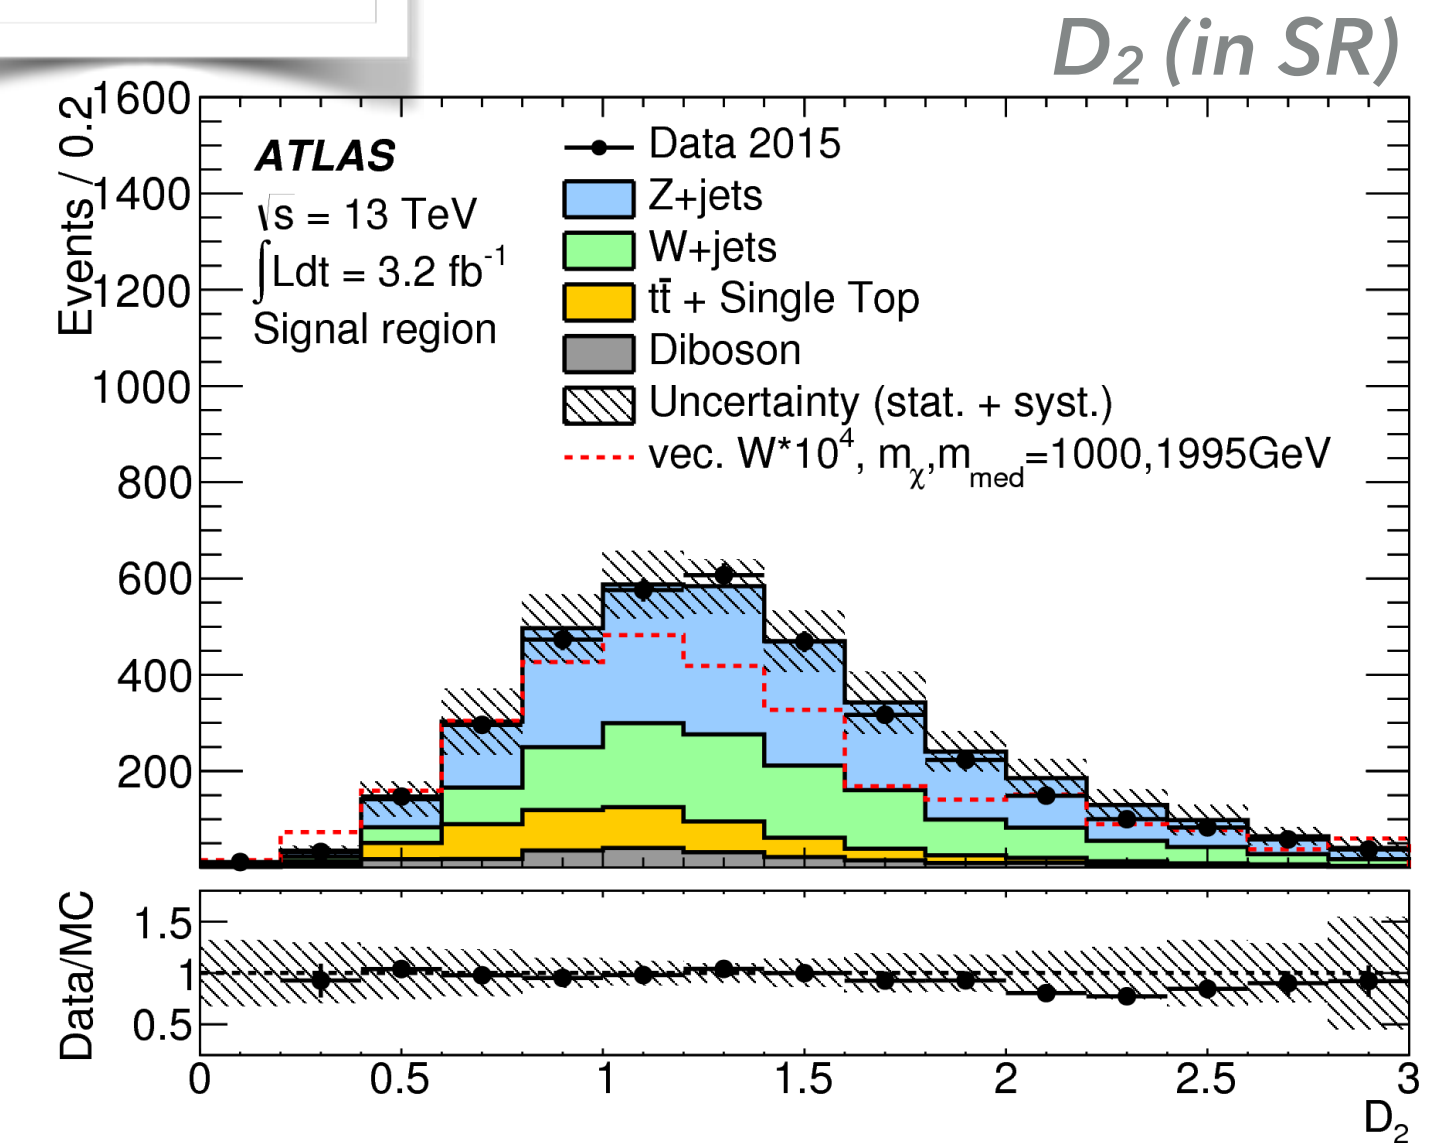 D₂ (in SR)
Events / 0.2
1600
1400
1200
1000
800
600
400
200
ATLAS
√s = 13 TeV
∫Ldt = 3.2 fb⁻¹
Signal region
Data 2015
Z+jets
W+jets
tt̄ + Single Top
Diboson
Uncertainty (stat. + syst.)
vec. W*10⁴, mχ,mmed=1000,1995GeV
Data/MC
1.5
1
0.5
0 0.5 1 1.5 2 2.5 3
D₂